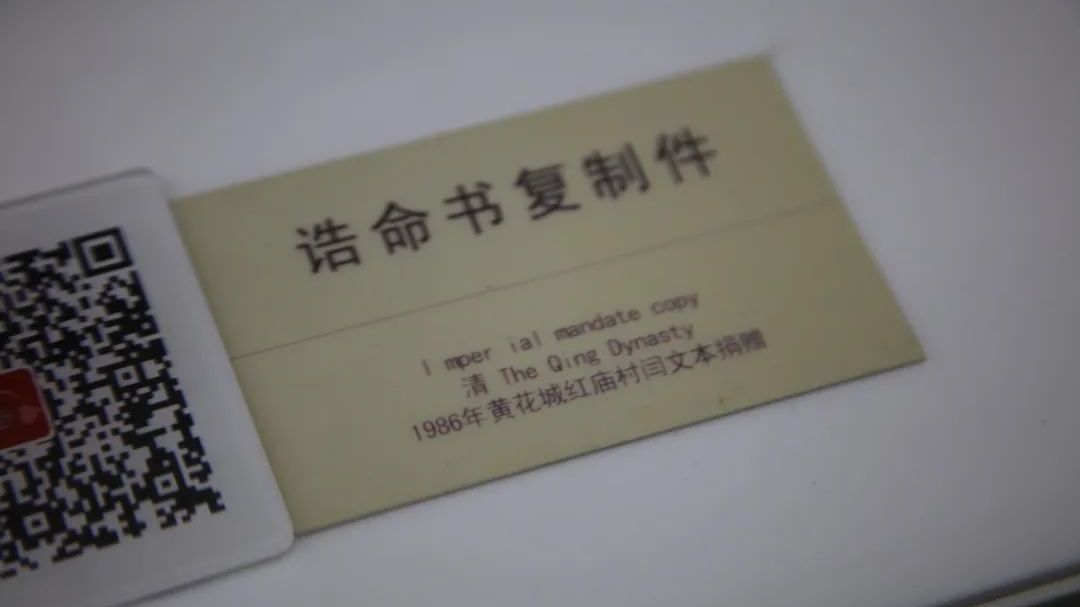 诰命书复制件
I mper ial mandate copy
清 The Qing Dynasty
1986年黄花城红庙村闫文本捐赠